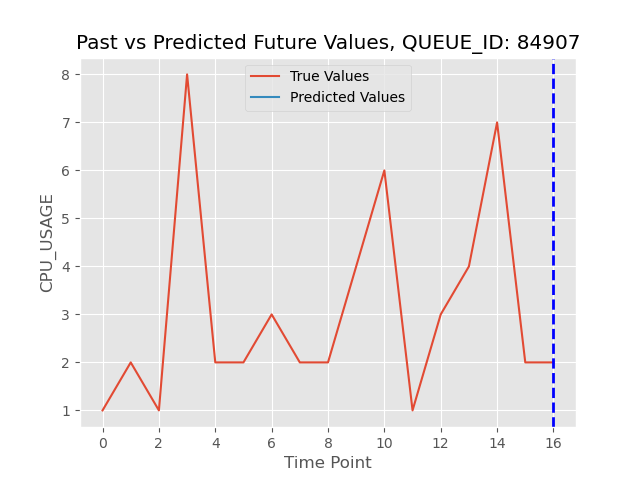 Past vs Predicted Future Values, QUEUE_ID: 84907
True Values
Predicted Values
CPU_USAGE
8
7
6
5
4
3
2
1
0 2 4 6 8 10 12 14 16
Time Point